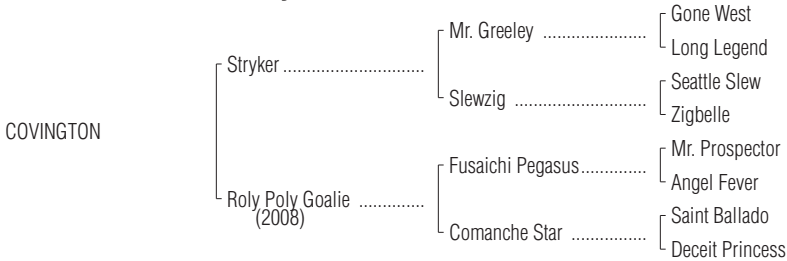 Gone West
Mr. Greeley ......................
Long Legend
Stryker .............................
Seattle Slew
Slewzig ............................
Zigbelle
COVINGTON
Mr. Prospector
Fusaichi Pegasus..............
Angel Fever
Roly Poly Goalie ..............
(2008)
Saint Ballado
Comanche Star ................
Deceit Princess